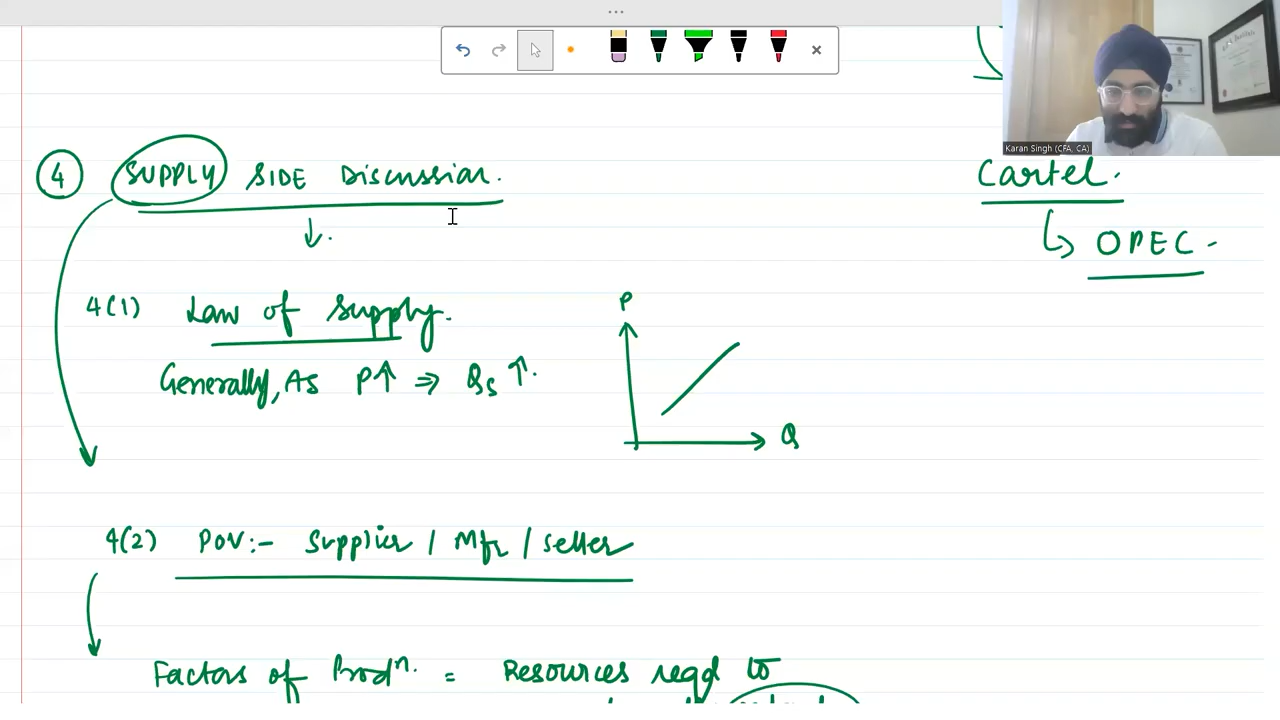 Karan Singh (CFA, CA)
4 SUPPLY SIDE Discussion.
Cartel.
OPEC.
4(1) Law of Supply.
P
Generally, As P↑ ⇒ Qs ↑.
Q
4(2) POV:- Supplier / Mfr / Seller
Factors of Prodn. = Resources reqd to